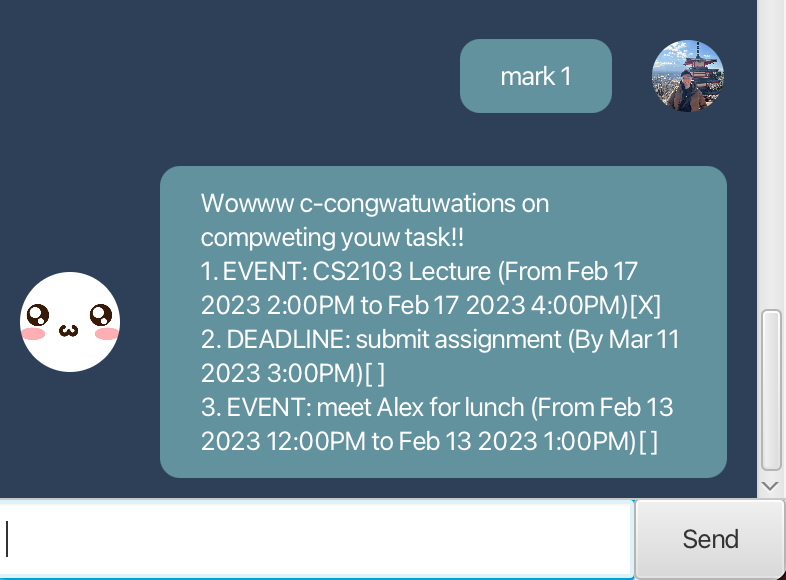 mark 1
Wowww c-congwatuwations on
compweting youw task!!
1. EVENT: CS2103 Lecture (From Feb 17
2023 2:00PM to Feb 17 2023 4:00PM)[X]
2. DEADLINE: submit assignment (By Mar 11
2023 3:00PM)[ ]
3. EVENT: meet Alex for lunch (From Feb 13
2023 12:00PM to Feb 13 2023 1:00PM)[ ]
Send